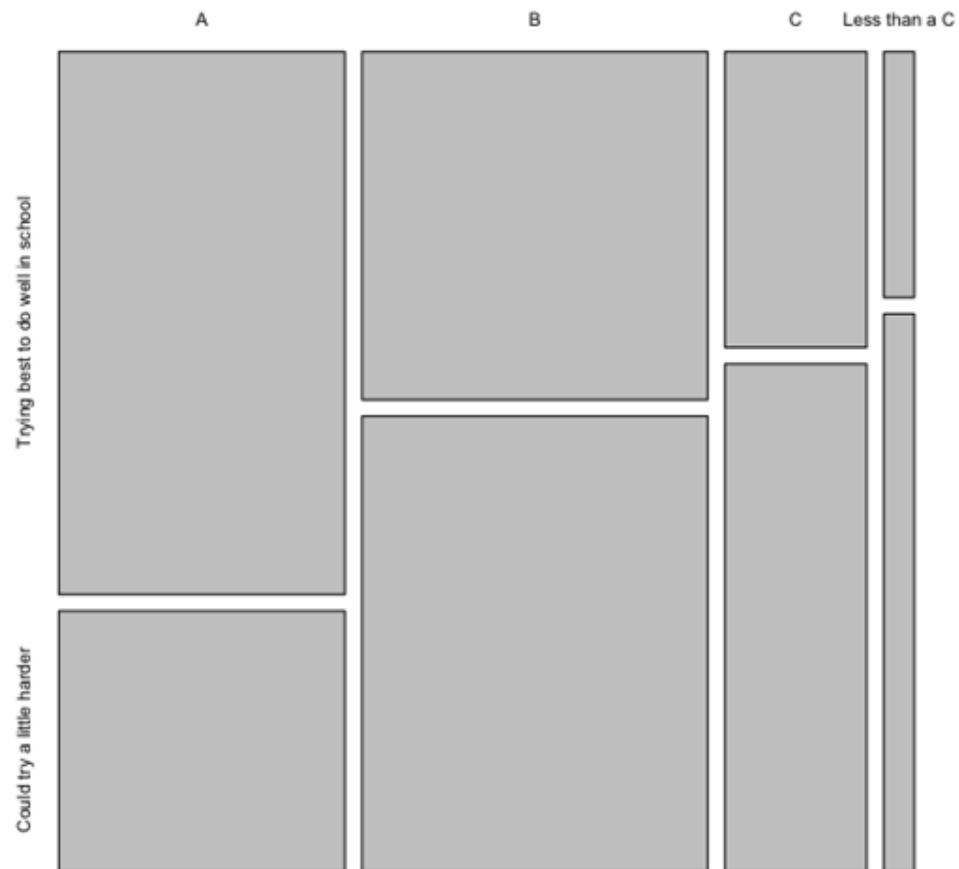 A B C Less than a C
Trying best to do well in school
Could try a little harder